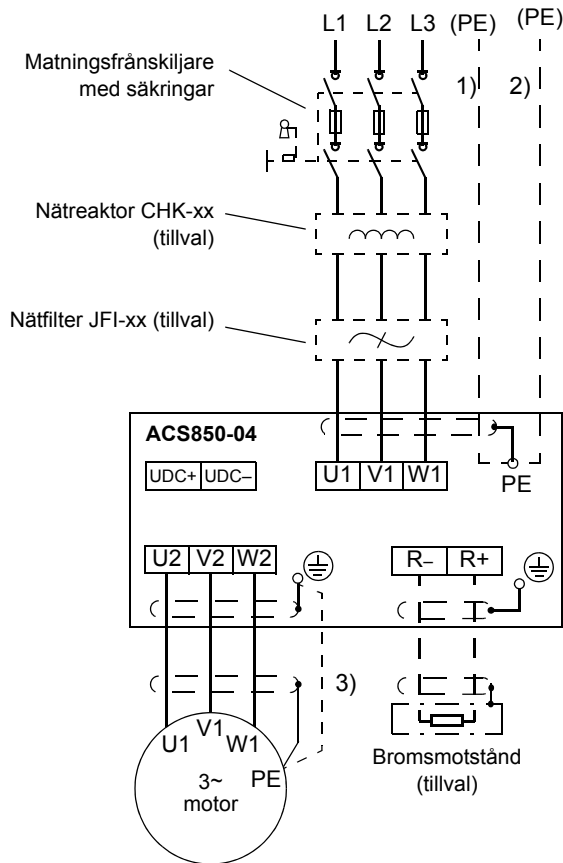 L1 L2 L3 (PE) (PE)
Matningsfrånskiljare
med säkringar
1) 2)
Nätreaktor CHK-xx
(tillval)
Nätfilter JFI-xx (tillval)
ACS850-04
UDC+ UDC–
U1 V1 W1
PE
U2 V2 W2
R– R+
3)
U1 V1 W1
PE
3~
motor
Bromsmotstånd
(tillval)